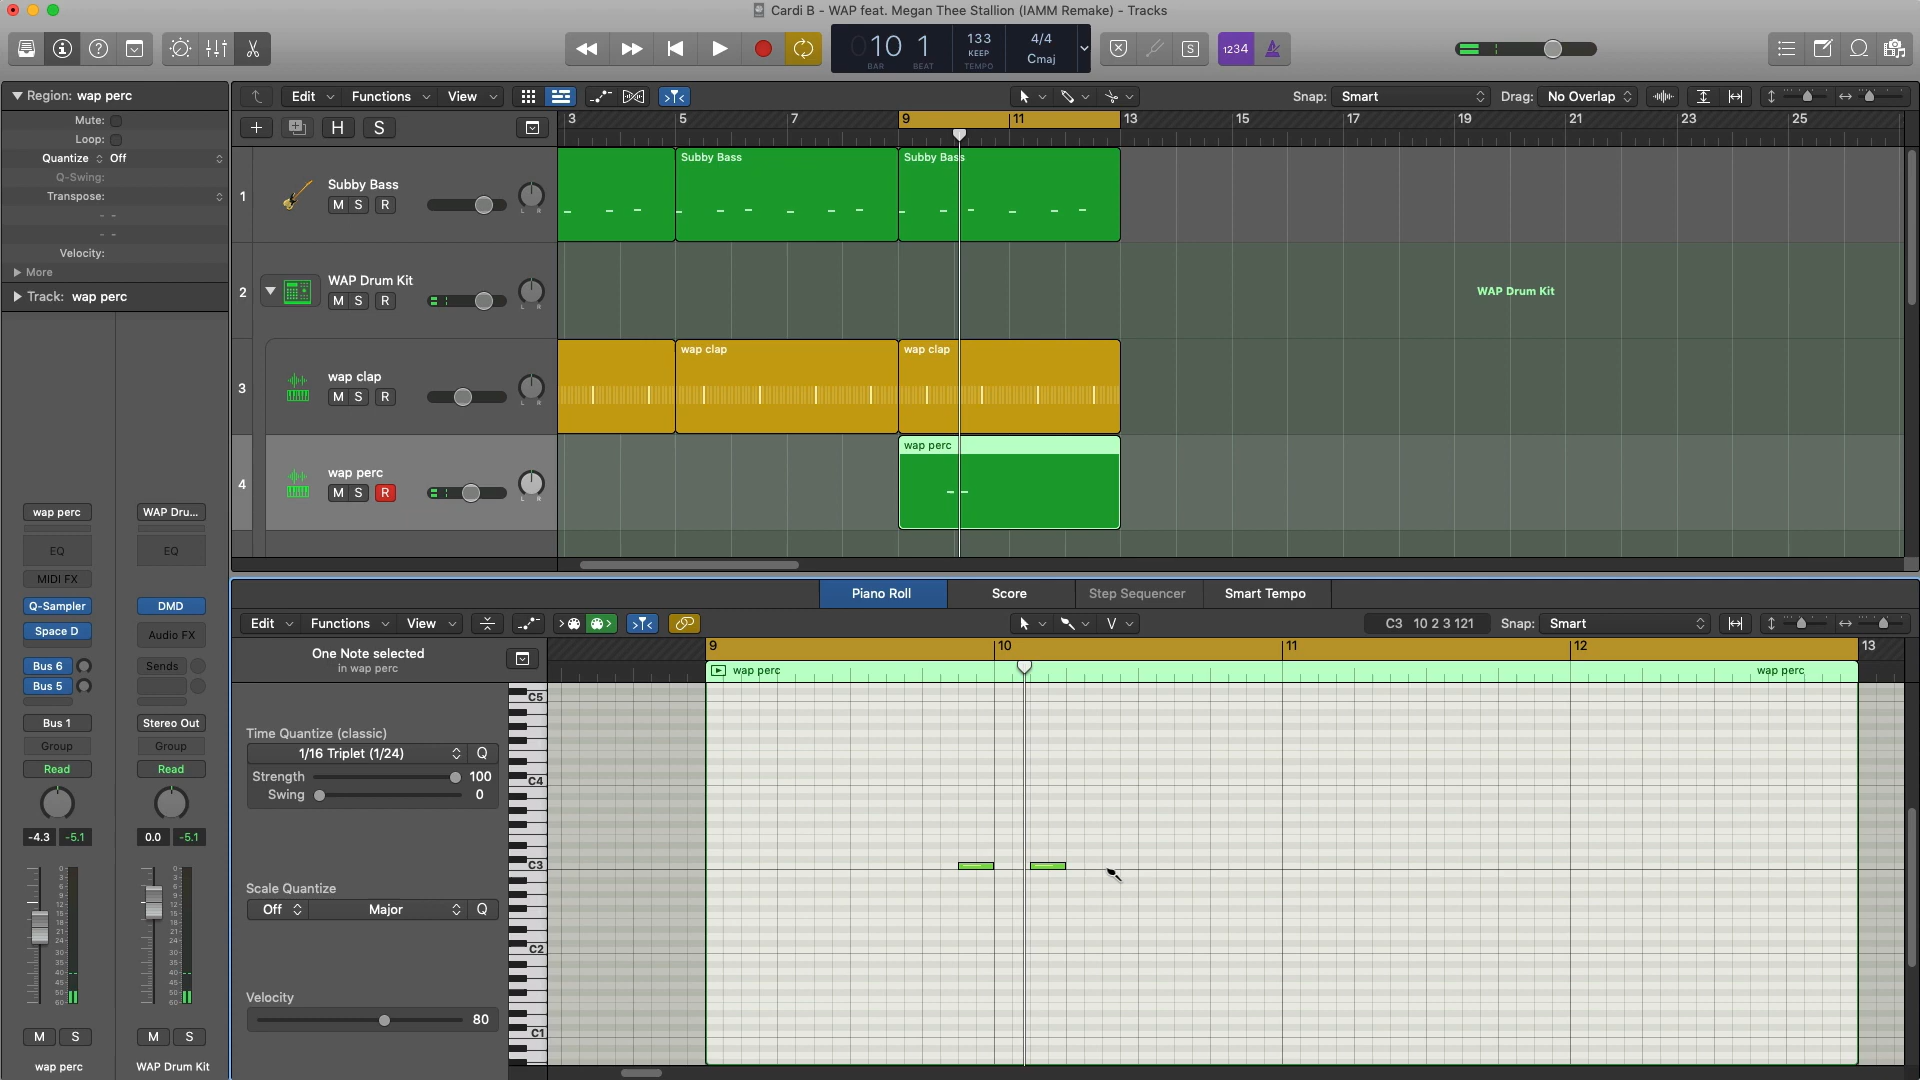 Cardi B - WAP feat. Megan Thee Stallion (IAMM Remake) - Tracks
10 1
BAR BEAT
133
KEEP
TEMPO
4/4
Cmaj
1234
Region: wap perc
Mute:
Loop:
Quantize Off
Q-Swing:
Transpose:
Velocity:
More
Track: wap perc
Edit Functions View
Snap: Smart
Drag: No Overlap
H S
3 5 7 9 11 13 15 17 19 21 23 25
1 Subby Bass
M S R
Subby Bass
Subby Bass
2 WAP Drum Kit
M S R
WAP Drum Kit
3 wap clap
M S R
wap clap
wap clap
4 wap perc
M S R
wap perc
Piano Roll Score Step Sequencer Smart Tempo
Edit Functions View
V
C3 10 2 3 121
Snap: Smart
One Note selected
in wap perc
9 10 11 12 13
wap perc
wap perc
Time Quantize (classic)
1/16 Triplet (1/24) Q
Strength 100
Swing 0
Scale Quantize
Off Major Q
Velocity
80
C5
C4
C3
C2
C1
wap perc WAP Dru...
EQ EQ
MIDI FX
Q-Sampler DMD
Space D Audio FX
Bus 6 Sends
Bus 5
Bus 1 Stereo Out
Group Group
Read Read
-4.3 -5.1 0.0 -5.1
M S M S
wap perc WAP Drum Kit